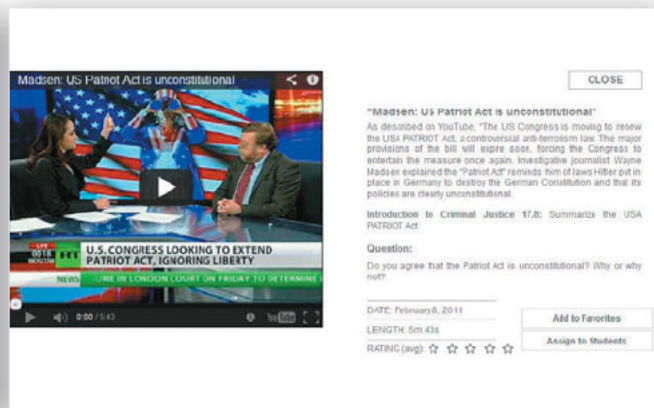 Madsen: US Patriot Act is unconstitutional
LIVE
0018
MOSCOW
RT
U.S. CONGRESS LOOKING TO EXTEND
PATRIOT ACT, IGNORING LIBERTY
NEWS
URE IN LONDON COURT ON FRIDAY TO DETERMINE
0:00 / 5:43
YouTube
CLOSE
"Madsen: US Patriot Act is unconstitutional"
As described on YouTube, "The US Congress is moving to renew
the USA PATRIOT Act, a controversial anti-terrorism law. The major
provisions of the bill will expire soon, forcing the Congress to
entertain the measure once again. Investigative journalist Wayne
Madsen explained the "Patriot Act" reminds him of laws Hitler put in
place in Germany to destroy the German Constitution and that its
policies are clearly unconstitutional.
Introduction to Criminal Justice 17.8: Summarize the USA
PATRIOT Act
Question:
Do you agree that the Patriot Act is unconstitutional? Why or why
not?
DATE: February 8, 2011
LENGTH: 5m 43s
RATING (avg):
Add to Favorites
Assign to Students